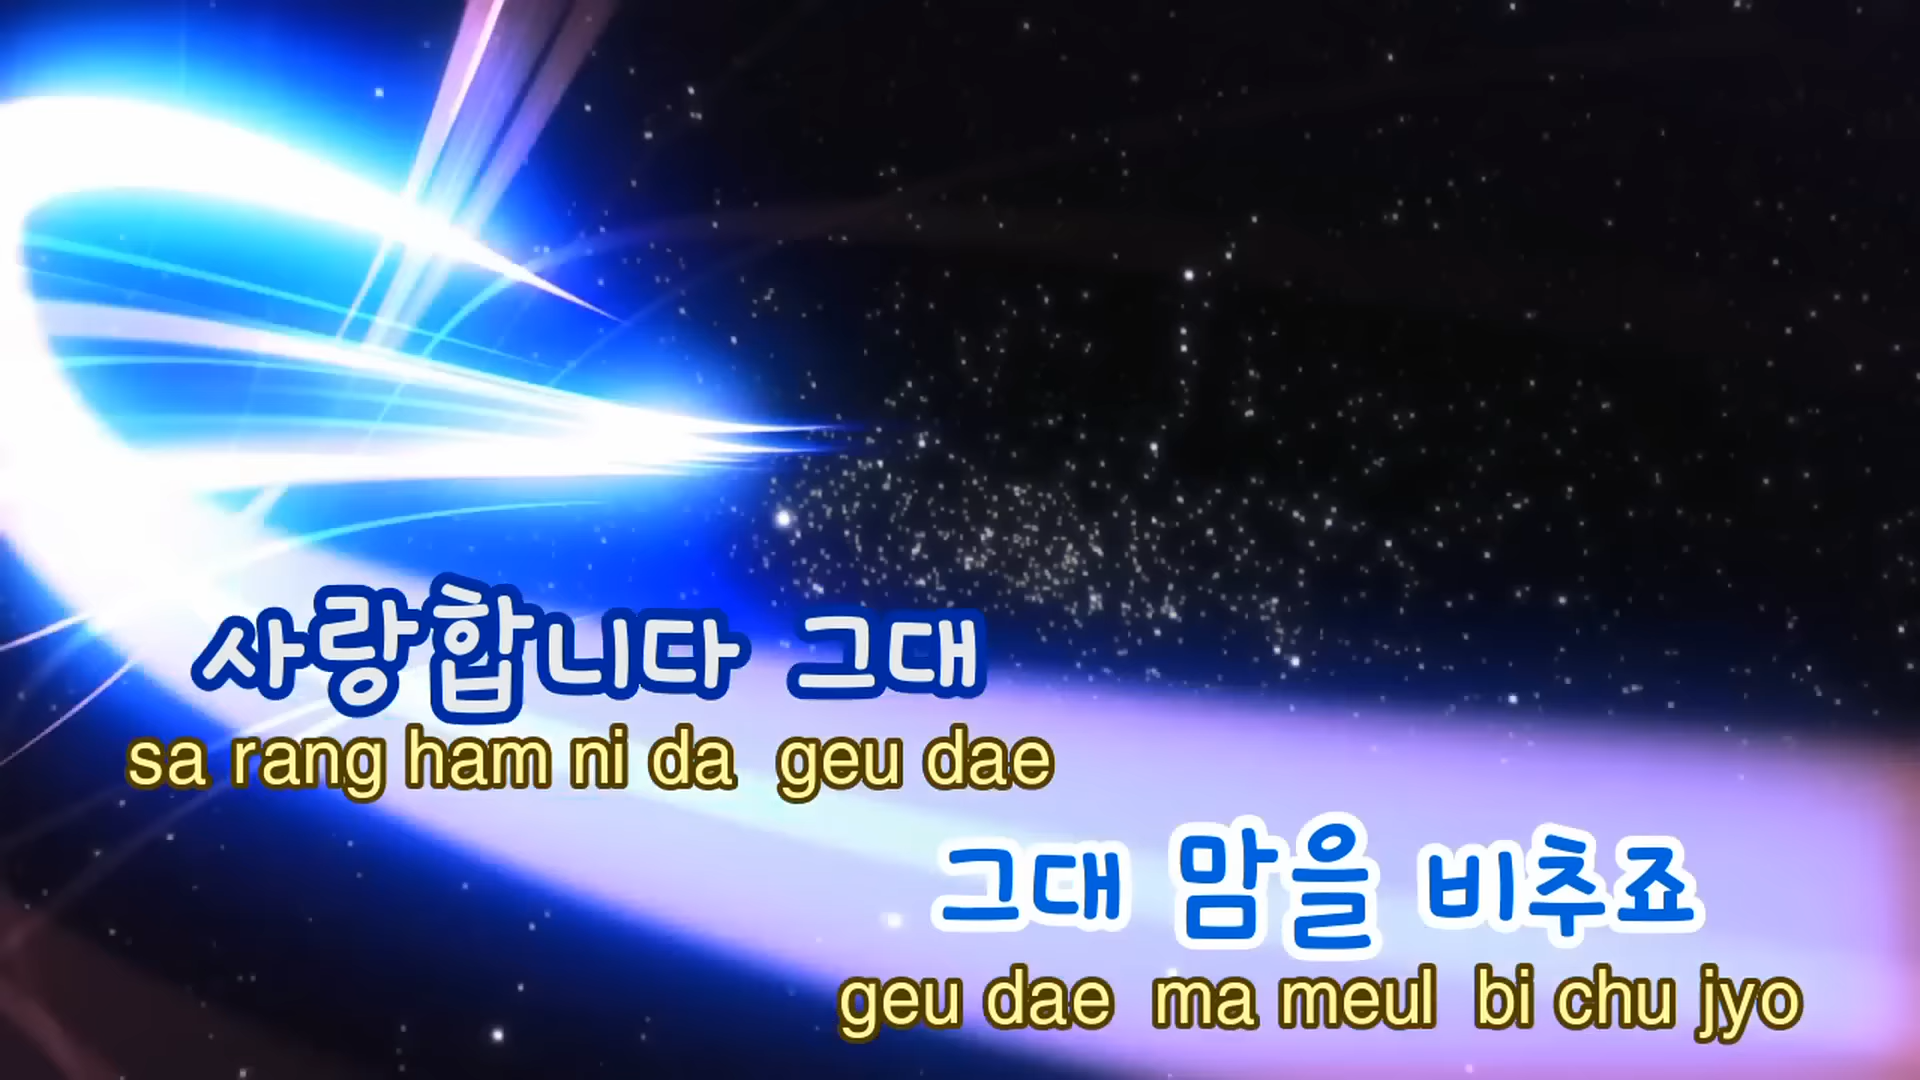 사랑합니다 그대
sa rang ham ni da geu dae
그대 맘을 비추죠
geu dae ma meul bi chu jyo